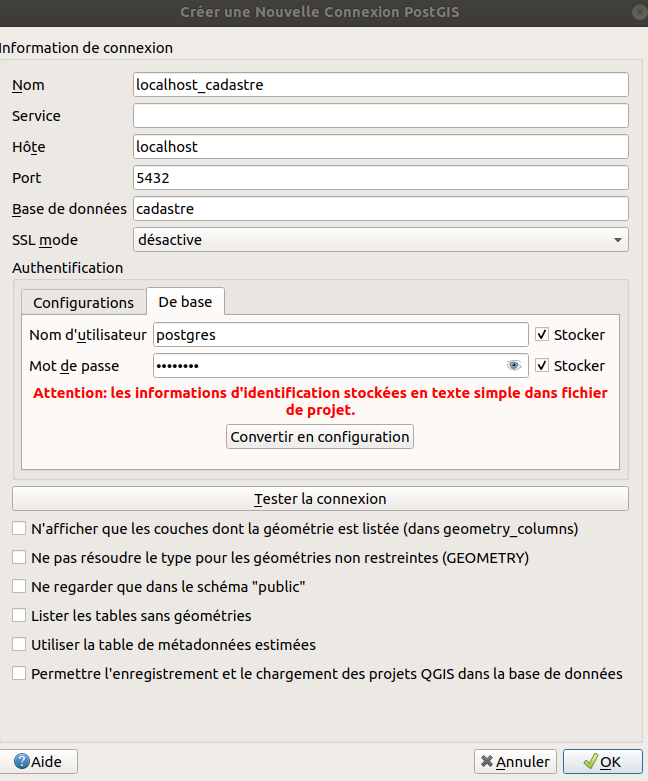 Créer une Nouvelle Connexion PostGIS
Information de connexion
Nom localhost_cadastre
Service
Hôte localhost
Port 5432
Base de données cadastre
SSL mode désactive
Authentification
Configurations De base
Nom d'utilisateur postgres Stocker
Mot de passe •••••••• Stocker
Attention: les informations d'identification stockées en texte simple dans fichier
de projet.
Convertir en configuration
Tester la connexion
N'afficher que les couches dont la géométrie est listée (dans geometry_columns)
Ne pas résoudre le type pour les géométries non restreintes (GEOMETRY)
Ne regarder que dans le schéma "public"
Lister les tables sans géométries
Utiliser la table de métadonnées estimées
Permettre l'enregistrement et le chargement des projets QGIS dans la base de données
Aide Annuler OK